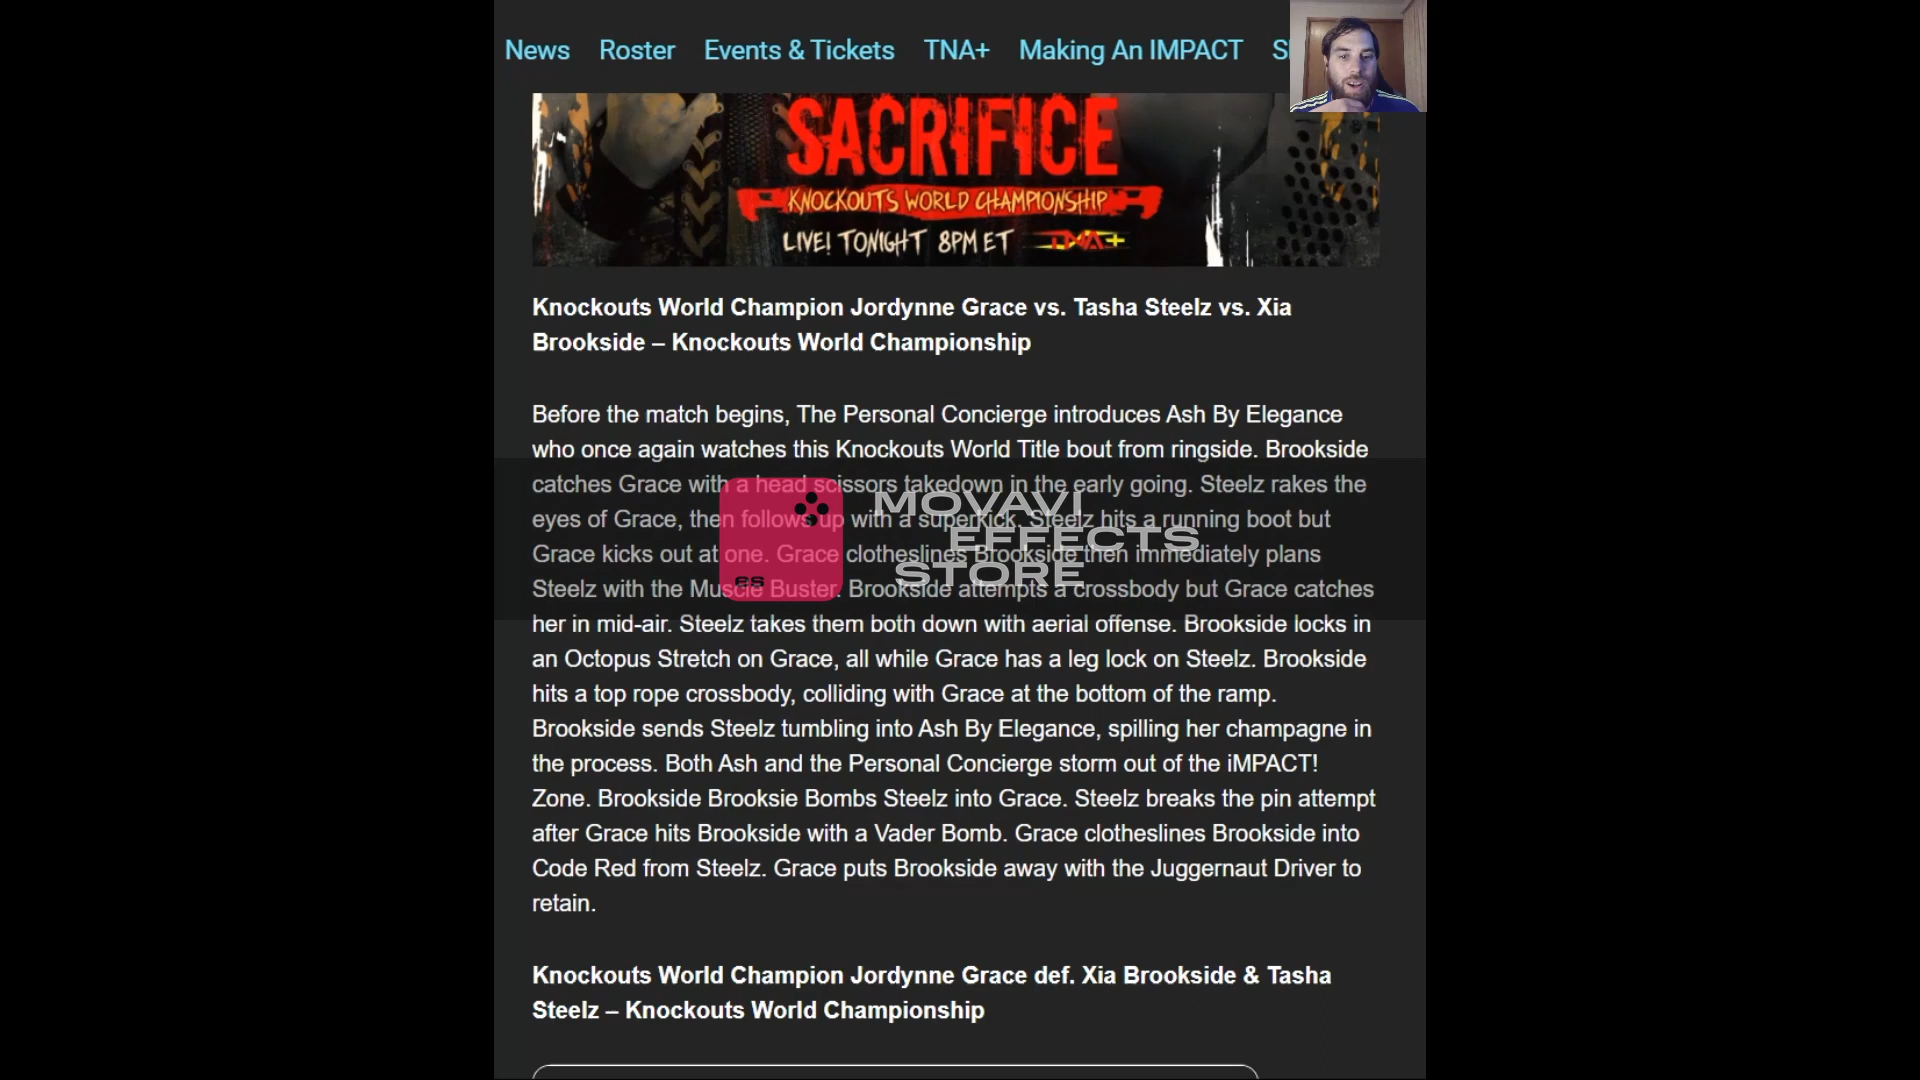 News Roster Events & Tickets TNA+ Making An IMPACT
SACRIFICE
KNOCKOUTS WORLD CHAMPIONSHIP
LIVE! TONIGHT 8PM ET TNA+
Knockouts World Champion Jordynne Grace vs. Tasha Steelz vs. Xia
Brookside – Knockouts World Championship
Before the match begins, The Personal Concierge introduces Ash By Elegance
who once again watches this Knockouts World Title bout from ringside. Brookside
catches Grace with a head scissors takedown in the early going. Steelz rakes the
eyes of Grace, then follows up with a superkick. Steelz hits a running boot but
Grace kicks out at one. Grace clotheslines Brookside then immediately plans
Steelz with the Muscle Buster. Brookside attempts a crossbody but Grace catches
her in mid-air. Steelz takes them both down with aerial offense. Brookside locks in
an Octopus Stretch on Grace, all while Grace has a leg lock on Steelz. Brookside
hits a top rope crossbody, colliding with Grace at the bottom of the ramp.
Brookside sends Steelz tumbling into Ash By Elegance, spilling her champagne in
the process. Both Ash and the Personal Concierge storm out of the iMPACT!
Zone. Brookside Brooksie Bombs Steelz into Grace. Steelz breaks the pin attempt
after Grace hits Brookside with a Vader Bomb. Grace clotheslines Brookside into
Code Red from Steelz. Grace puts Brookside away with the Juggernaut Driver to
retain.
Knockouts World Champion Jordynne Grace def. Xia Brookside & Tasha
Steelz – Knockouts World Championship
es
MOVAVI
EFFECTS
STORE